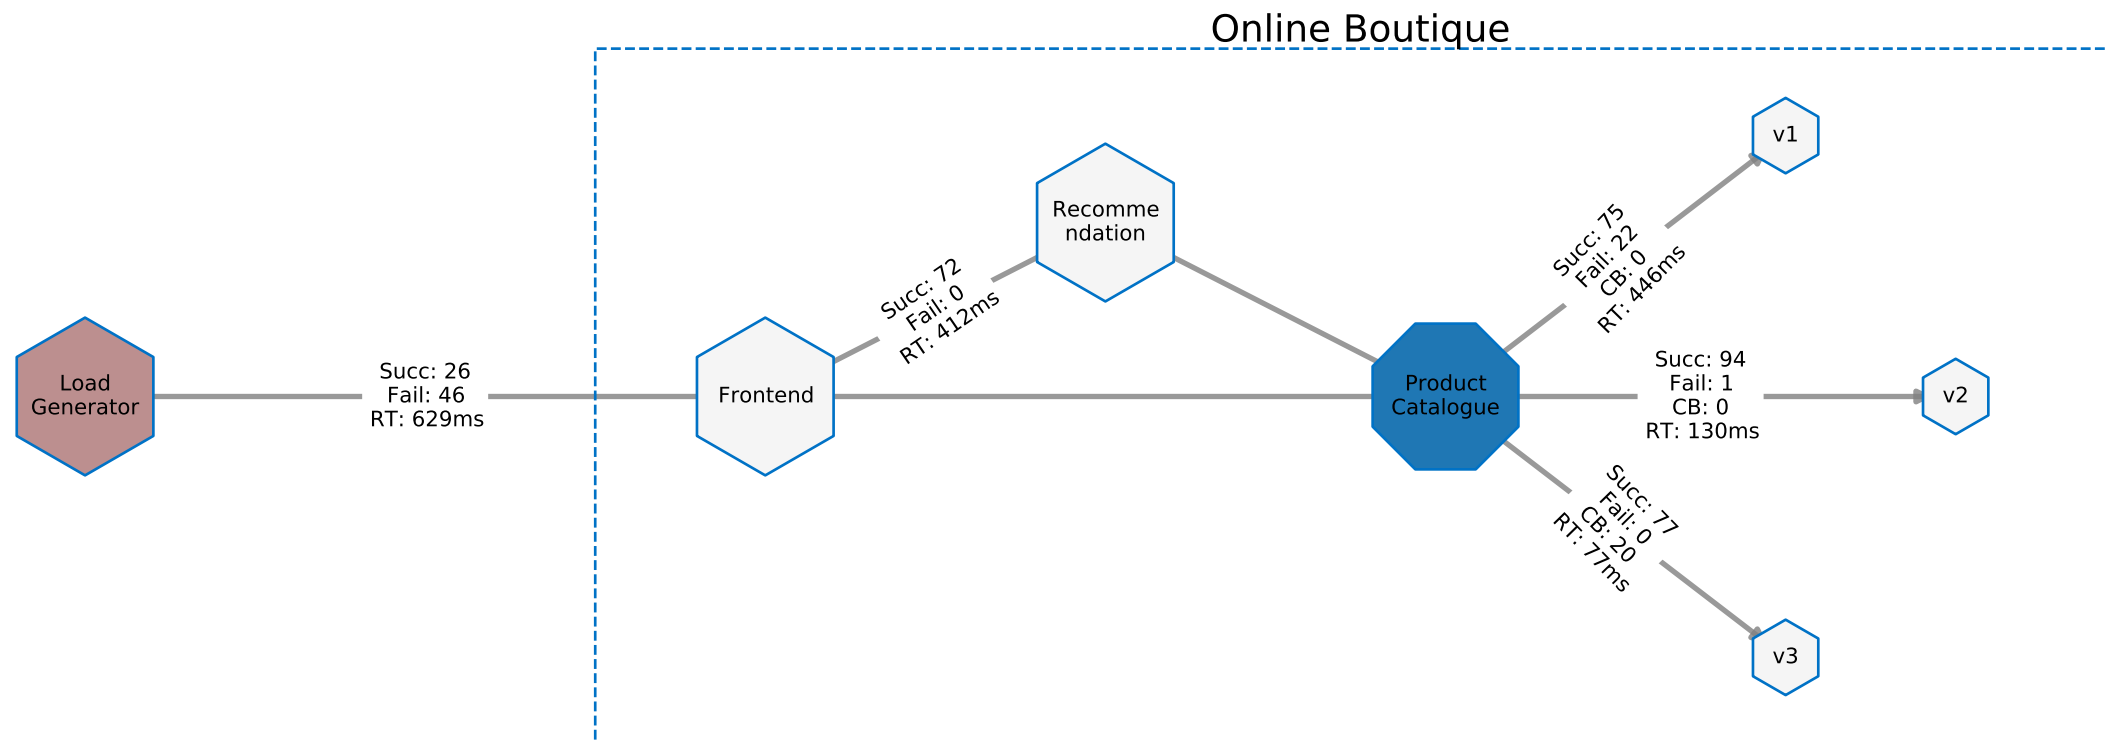 Online Boutique
Load
Generator
Succ: 26
Fail: 46
RT: 629ms
Frontend
Succ: 72
Fail: 0
RT: 412ms
Recomme
ndation
Product
Catalogue
Succ: 75
Fail: 22
CB: 0
RT: 446ms
v1
Succ: 94
Fail: 1
CB: 0
RT: 130ms
v2
Succ: 77
Fail: 0
CB: 20
RT: 77ms
v3